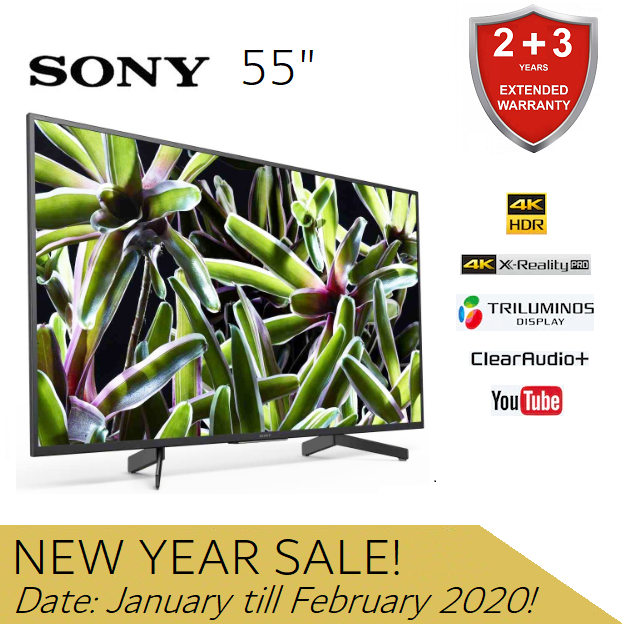 SONY 55"
2 + 3
YEARS
EXTENDED
WARRANTY
4K
HDR
4K X-Reality PRO
TRILUMINOS
DISPLAY
ClearAudio+
YouTube
SONY
NEW YEAR SALE!
Date: January till February 2020!